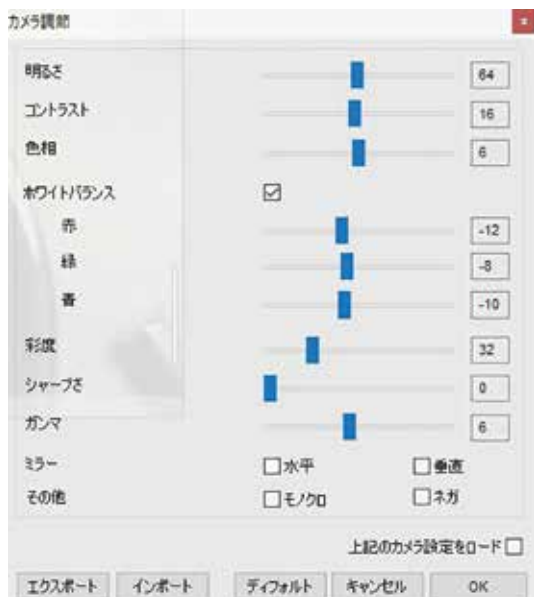 カメラ調節
明るさ 64
コントラスト 16
色相 6
ホワイトバランス
赤 -12
緑 -8
青 -10
彩度 32
シャープさ 0
ガンマ 6
ミラー 水平 垂直
その他 モノクロ ネガ
上記のカメラ設定をロード
エクスポート インポート ディフォルト キャンセル OK